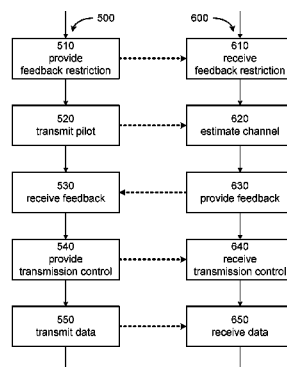 500
600
510
provide
feedback restriction
610
receive
feedback restriction
520
transmit pilot
620
estimate channel
530
receive feedback
630
provide feedback
540
provide
transmission control
640
receive
transmission control
550
transmit data
650
receive data